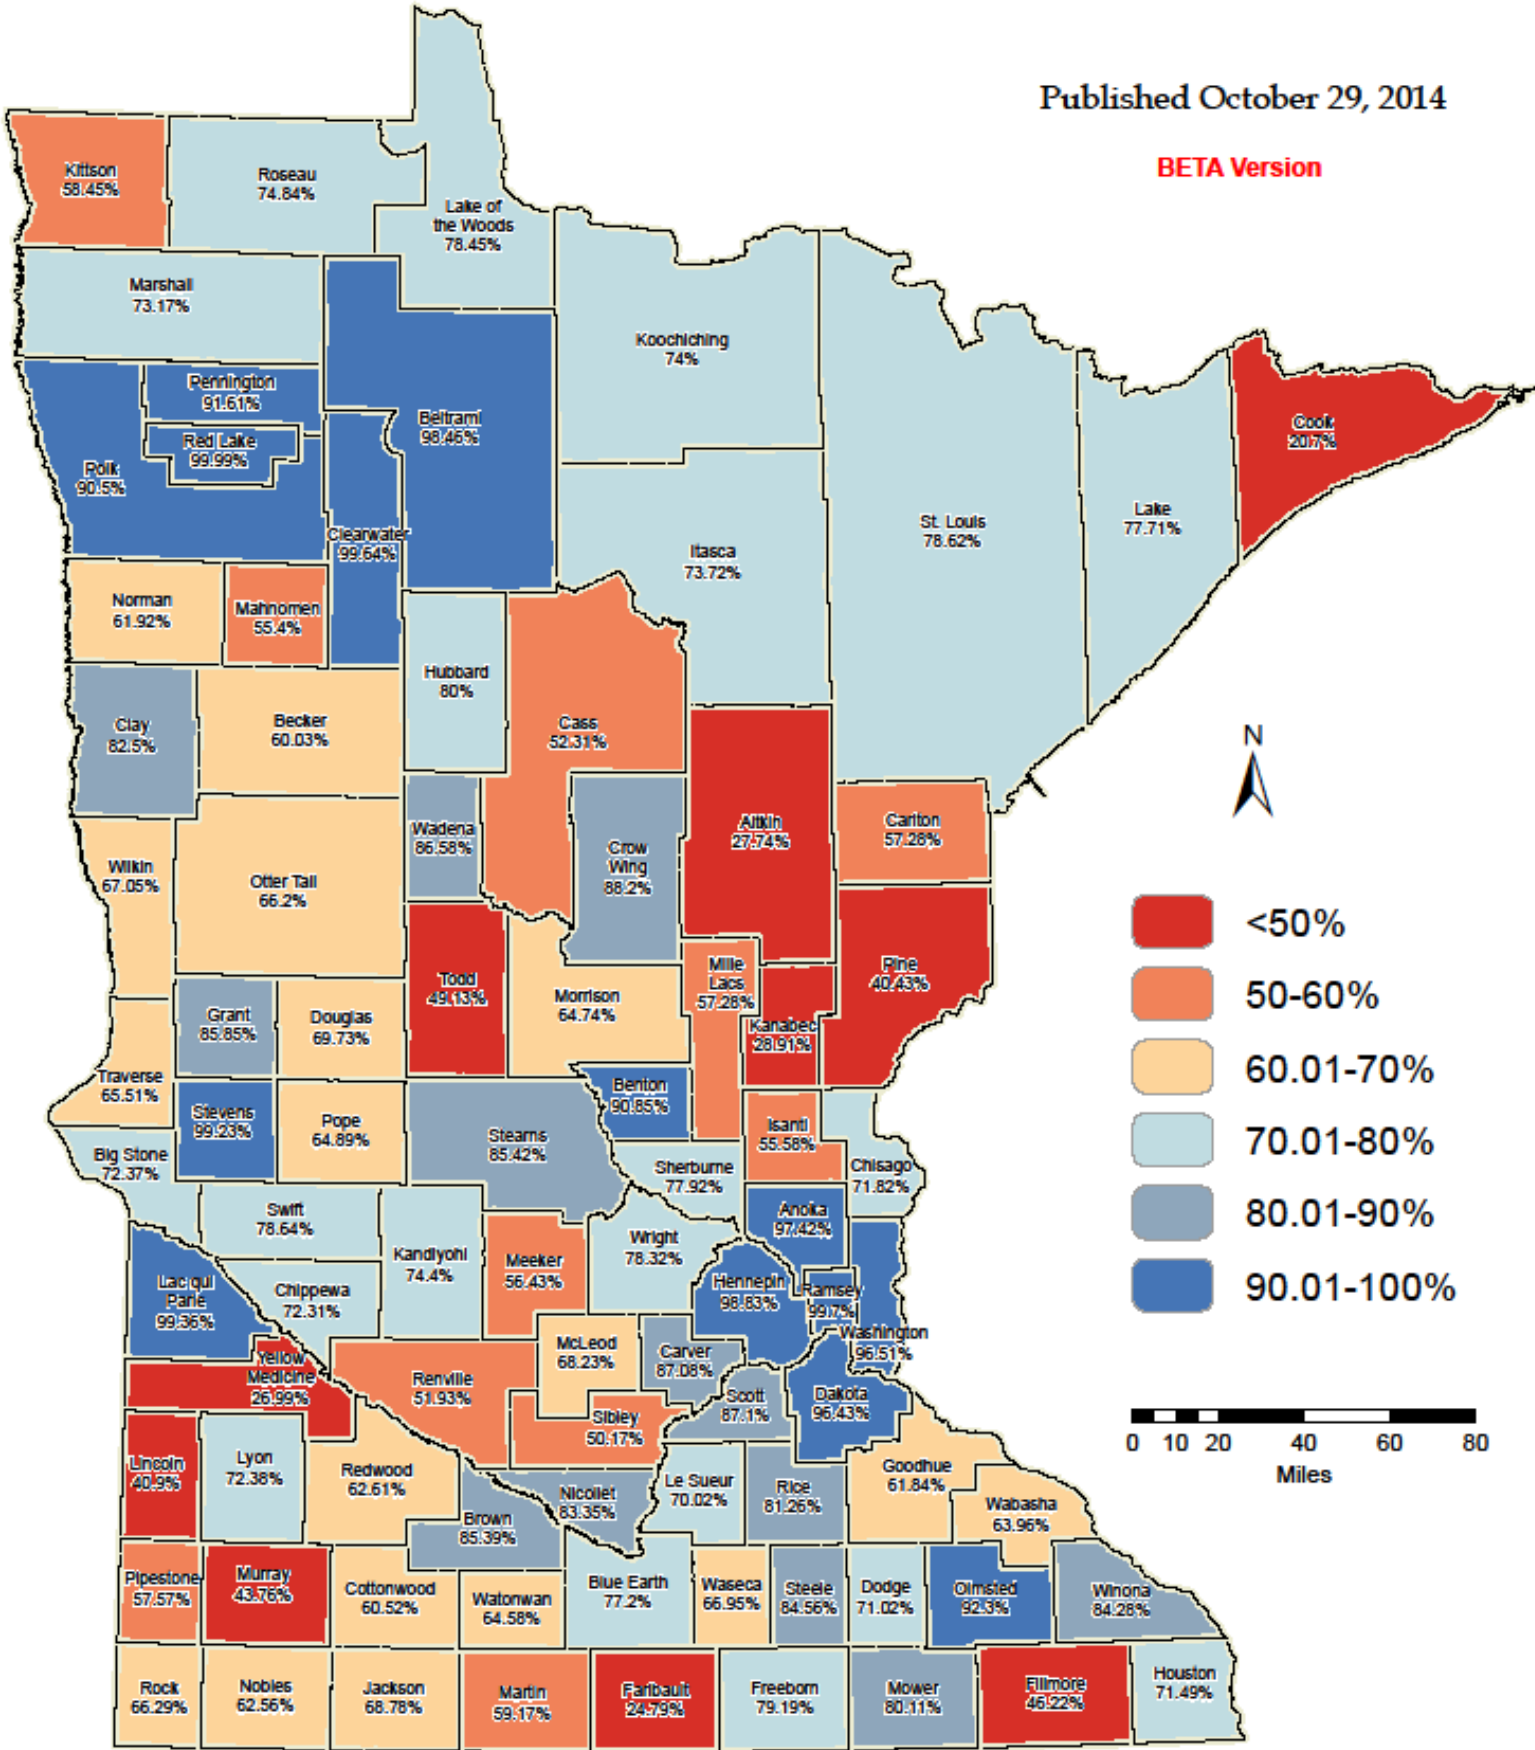 Published October 29, 2014
BETA Version
Kittson
58.45%
Roseau
74.84%
Lake of
the Woods
78.45%
Marshall
73.17%
Koochiching
74%
Pennington
91.61%
Red Lake
99.99%
Polk
90.5%
Beltrami
98.46%
Cook
20.7%
Clearwater
99.64%
Itasca
73.72%
St. Louis
78.62%
Lake
77.71%
Norman
61.92%
Mahnomen
55.4%
Hubbard
80%
Clay
82.5%
Becker
60.03%
Cass
52.31%
N
Wadena
86.58%
Crow
Wing
88.2%
Aitkin
27.74%
Carlton
57.28%
Wilkin
67.05%
Otter Tail
66.2%
Todd
49.13%
Morrison
64.74%
Mille
Lacs
57.28%
Kanabec
28.91%
Pine
40.43%
Grant
85.85%
Douglas
69.73%
Traverse
65.51%
Stevens
99.23%
Pope
64.89%
Stearns
85.42%
Benton
90.85%
Isanti
55.58%
Big Stone
72.37%
Sherburne
77.92%
Chisago
71.82%
Swift
78.64%
Kandiyohi
74.4%
Meeker
56.43%
Wright
78.32%
Anoka
97.42%
Lac qui
Parle
99.36%
Chippewa
72.31%
Hennepin
98.83%
Ramsey
99.7%
Washington
96.51%
McLeod
68.23%
Carver
87.08%
Yellow
Medicine
26.99%
Renville
51.93%
Scott
87.1%
Dakota
96.43%
Sibley
50.17%
Lincoln
40.9%
Lyon
72.38%
Redwood
62.61%
Nicollet
83.35%
Le Sueur
70.02%
Rice
81.26%
Goodhue
61.84%
Wabasha
63.96%
Brown
85.39%
Pipestone
57.57%
Murray
43.76%
Cottonwood
60.52%
Watonwan
64.58%
Blue Earth
77.2%
Waseca
66.95%
Steele
84.56%
Dodge
71.02%
Olmsted
92.3%
Winona
84.28%
Rock
66.29%
Nobles
62.56%
Jackson
68.78%
Martin
59.17%
Faribault
24.79%
Freeborn
79.19%
Mower
80.11%
Fillmore
46.22%
Houston
71.49%
<50%
50-60%
60.01-70%
70.01-80%
80.01-90%
90.01-100%
0 10 20 40 60 80
Miles